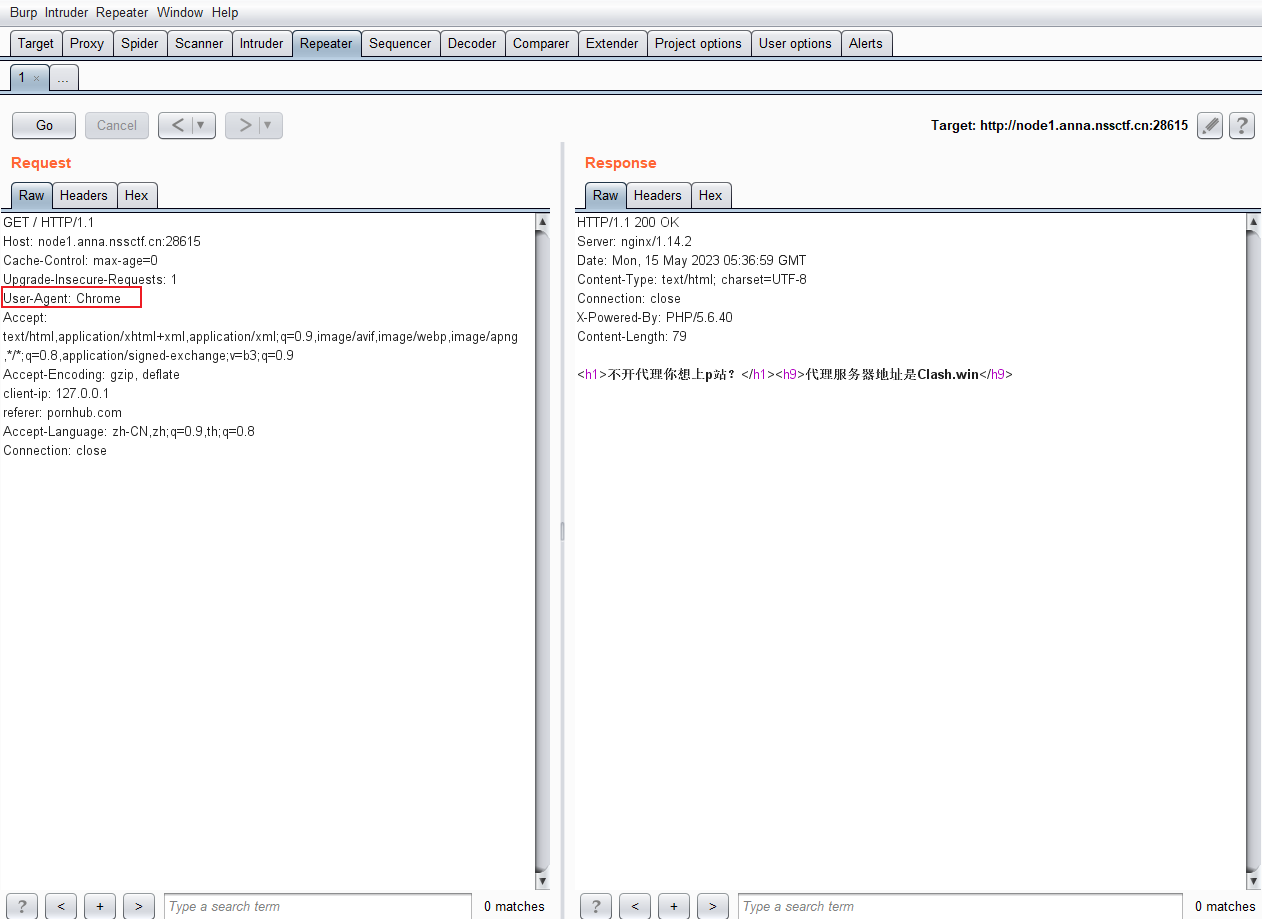 Burp Intruder Repeater Window Help
Target Proxy Spider Scanner Intruder Repeater Sequencer Decoder Comparer Extender Project options User options Alerts
1 × ...
Go Cancel < ▼ > ▼ Target: http://node1.anna.nssctf.cn:28615 ?
Request
Raw Headers Hex
GET / HTTP/1.1
Host: node1.anna.nssctf.cn:28615
Cache-Control: max-age=0
Upgrade-Insecure-Requests: 1
User-Agent: Chrome
Accept:
text/html,application/xhtml+xml,application/xml;q=0.9,image/avif,image/webp,image/apng
,*/*;q=0.8,application/signed-exchange;v=b3;q=0.9
Accept-Encoding: gzip, deflate
client-ip: 127.0.0.1
referer: pornhub.com
Accept-Language: zh-CN,zh;q=0.9,th;q=0.8
Connection: close
? < + > Type a search term 0 matches
Response
Raw Headers Hex
HTTP/1.1 200 OK
Server: nginx/1.14.2
Date: Mon, 15 May 2023 05:36:59 GMT
Content-Type: text/html; charset=UTF-8
Connection: close
X-Powered-By: PHP/5.6.40
Content-Length: 79
<h1>不开代理你想上p站？</h1><h9>代理服务器地址是Clash.win</h9>
? < + > Type a search term 0 matches